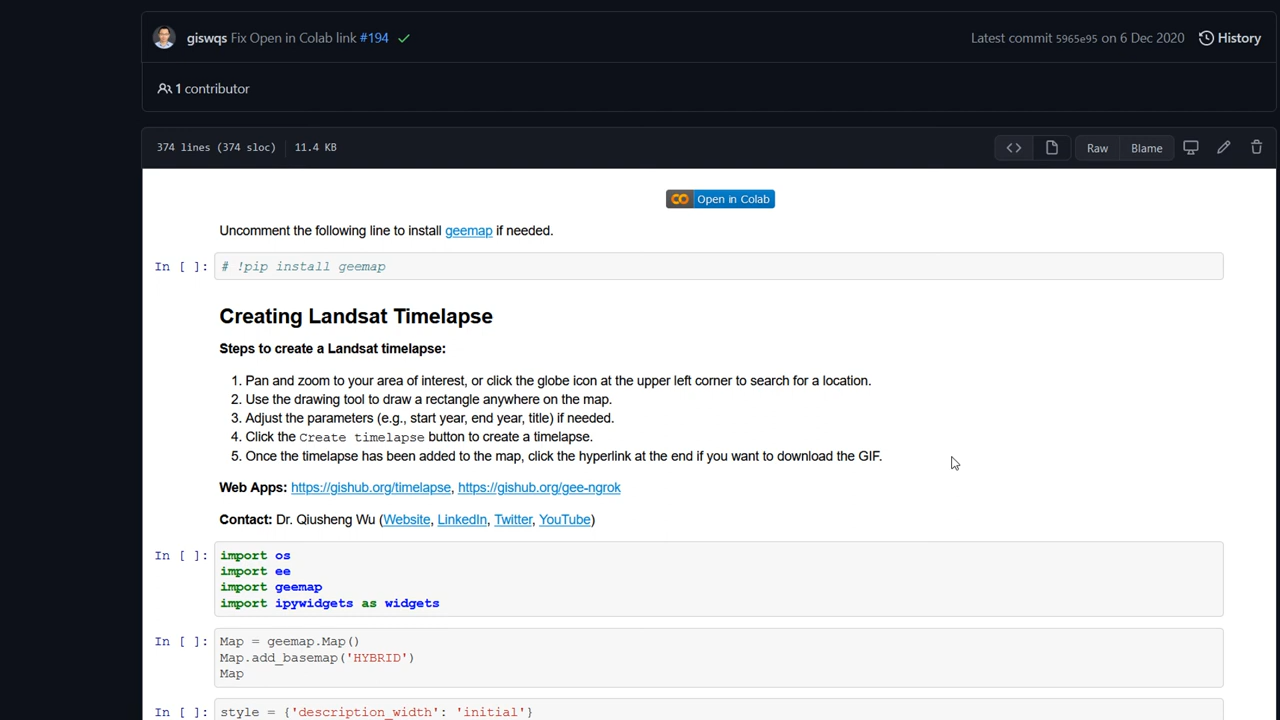 giswqs Fix Open in Colab link #194
Latest commit 5965e95 on 6 Dec 2020 History
1 contributor
374 lines (374 sloc) 11.4 KB
<> Raw Blame
Open in Colab
Uncomment the following line to install geemap if needed.
In [ ]: # !pip install geemap
Creating Landsat Timelapse
Steps to create a Landsat timelapse:
1. Pan and zoom to your area of interest, or click the globe icon at the upper left corner to search for a location.
2. Use the drawing tool to draw a rectangle anywhere on the map.
3. Adjust the parameters (e.g., start year, end year, title) if needed.
4. Click the Create timelapse button to create a timelapse.
5. Once the timelapse has been added to the map, click the hyperlink at the end if you want to download the GIF.
Web Apps: https://gishub.org/timelapse, https://gishub.org/gee-ngrok
Contact: Dr. Qiusheng Wu (Website, LinkedIn, Twitter, YouTube)
In [ ]: import os
import ee
import geemap
import ipywidgets as widgets
In [ ]: Map = geemap.Map()
Map.add_basemap('HYBRID')
Map
In [ ]: style = {'description_width': 'initial'}